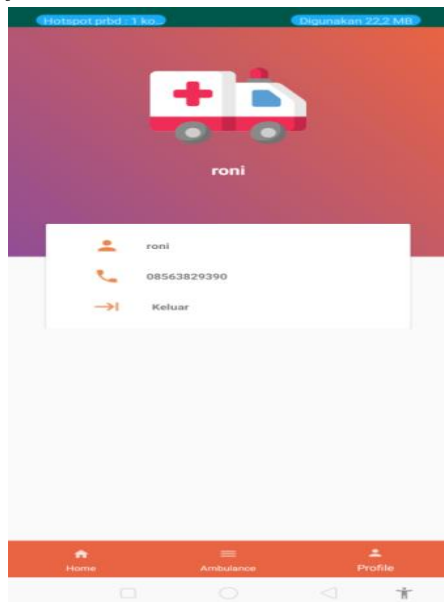 Hotspot prbd : 1 ko... Digunakan 22,2 MB
roni
roni
08563829390
Keluar
Home Ambulance Profile